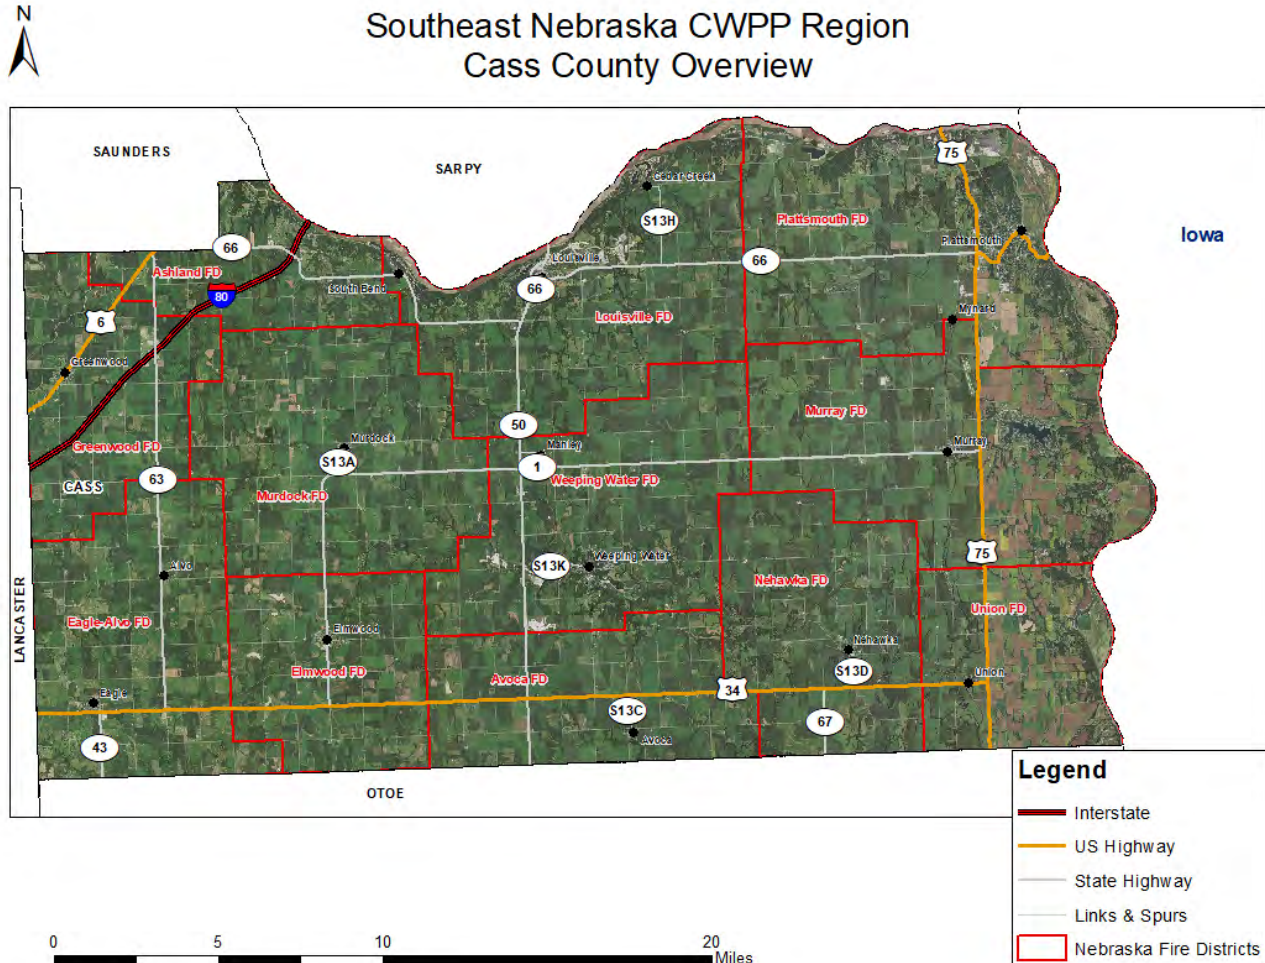 N
Southeast Nebraska CWPP Region
Cass County Overview
SAUNDERS
SARPY
75
Cedar Creek
S13H
Plattsmouth FD
Iowa
66
Plattsmouth
Ashland FD
Louisville
66
South Bend
80
66
6
Louisville FD
Mynard
Greenwood
Murray FD
50
Murdock
Manley
Murray
Greenwood FD
S13A
1
63
Weeping Water FD
CASS
Murdock FD
75
Weeping Water
S13K
Alvo
Nehawka FD
LANCASTER
Union FD
Eagle-Alvo FD
Elmwood
Nehawka
Elmwood FD
S13D
Avoca FD
Union
34
Eagle
S13C
67
Avoca
43
OTOE
Legend
Interstate
US Highway
State Highway
Links & Spurs
Nebraska Fire Districts
0 5 10 20
Miles